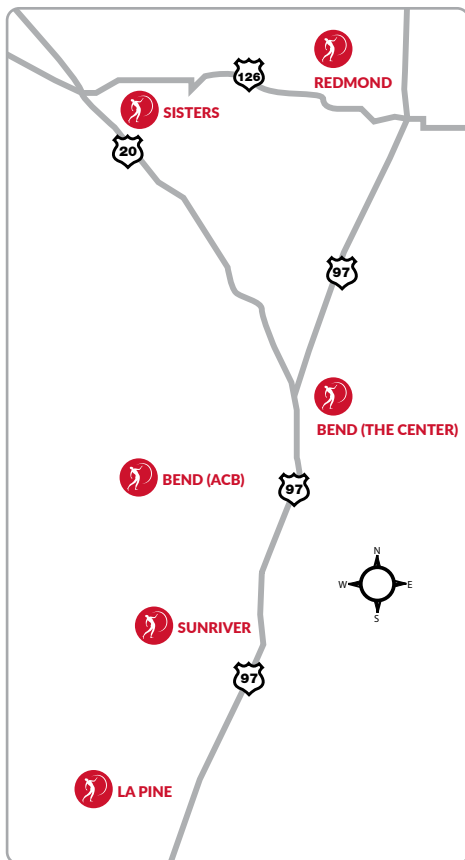 126
REDMOND
SISTERS
20
97
BEND (THE CENTER)
BEND (ACB)
97
N
W
E
S
SUNRIVER
97
LA PINE